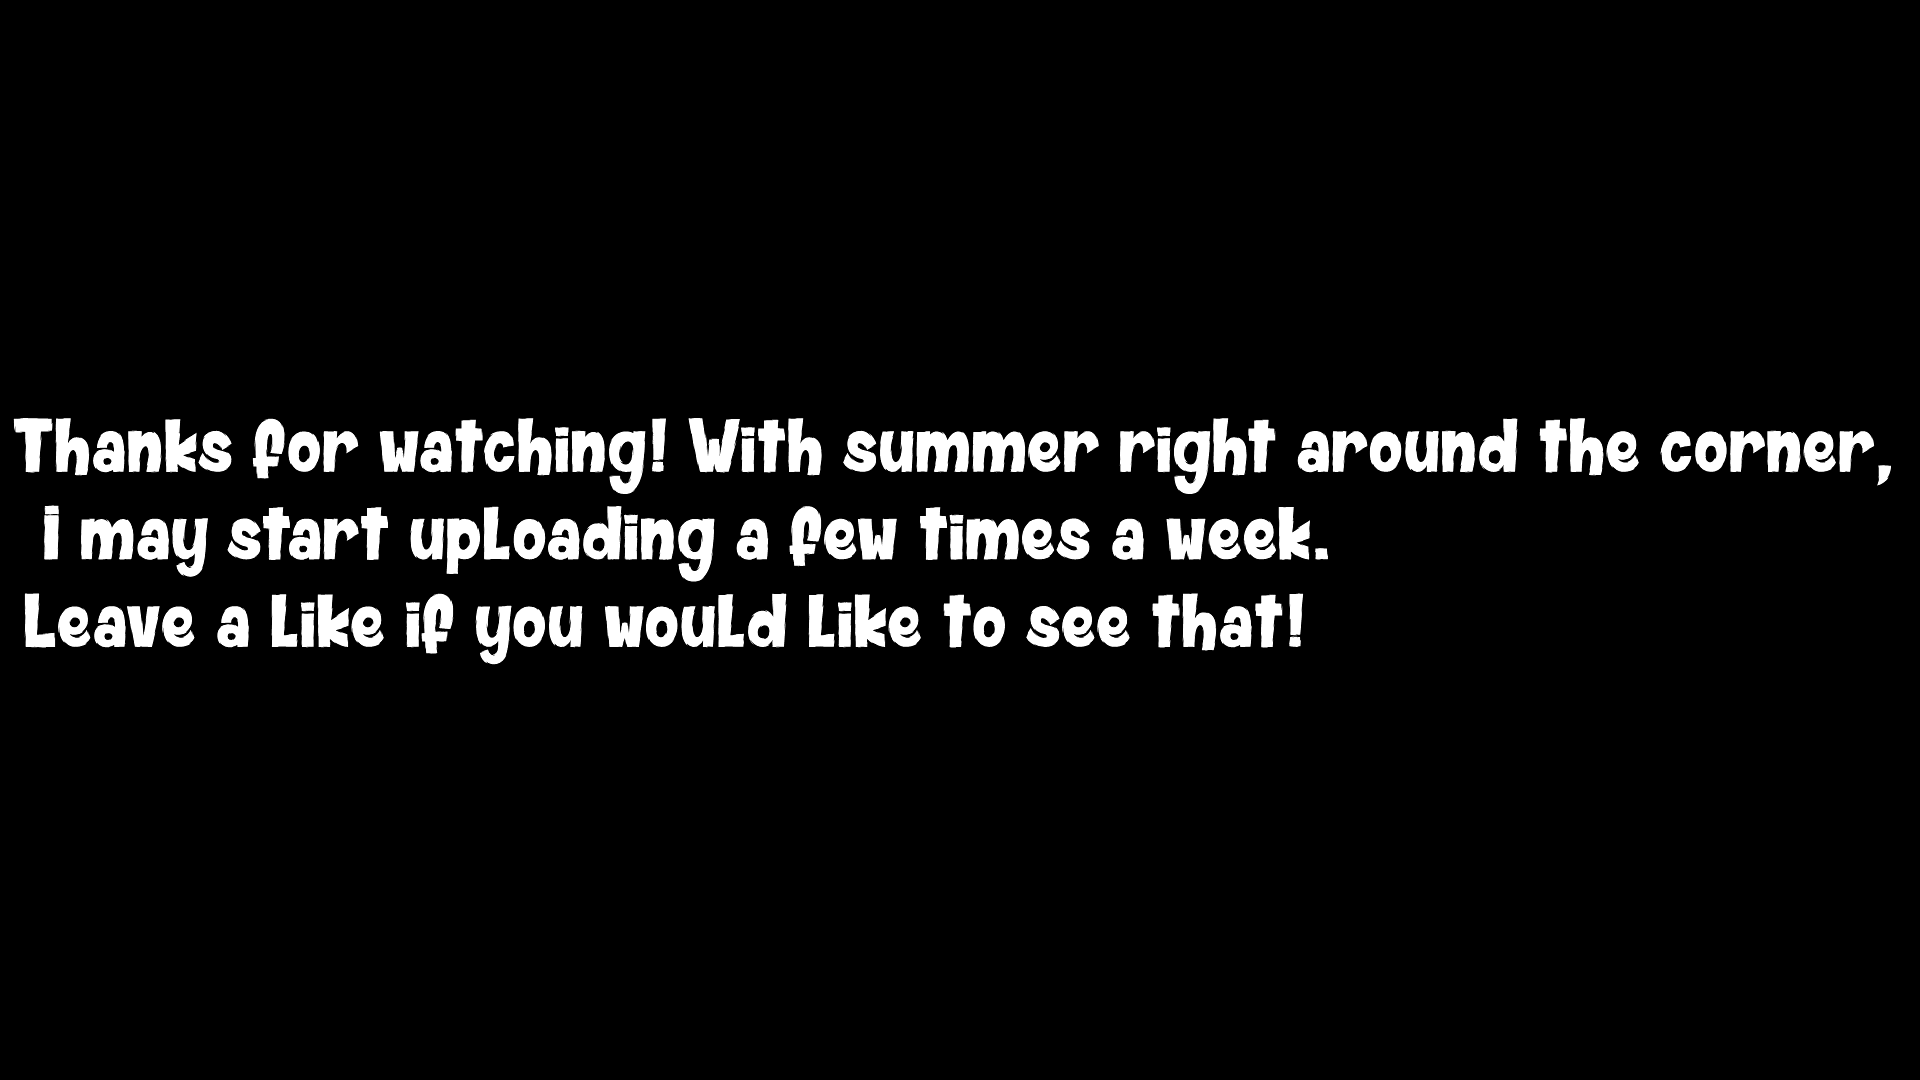 Thanks for watching! With summer right around the corner,
i may start uploading a few times a week.
Leave a Like if you would Like to see that!